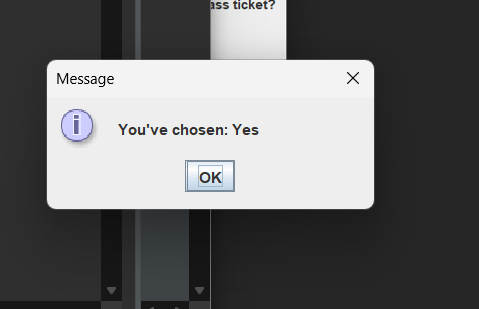 ass ticket?
Message
You've chosen: Yes
OK